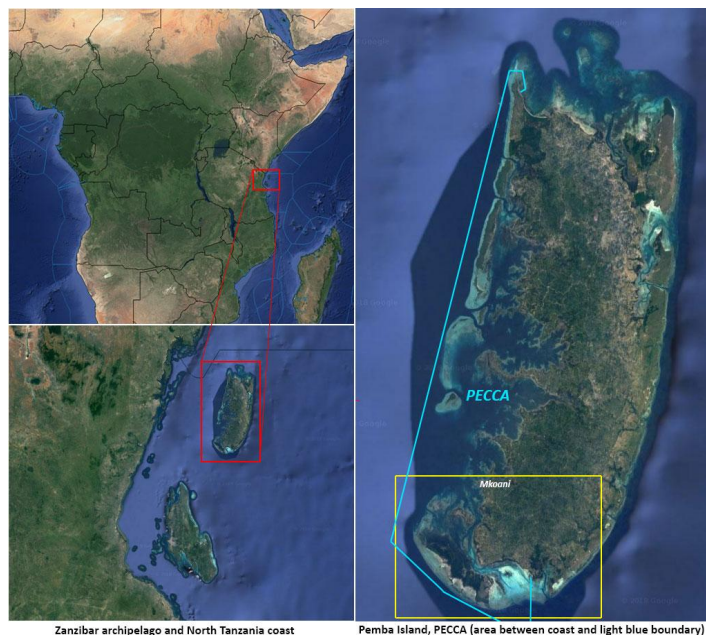 PECCA
Mkoani
Zanzibar archipelago and North Tanzania coast
Pemba Island, PECCA (area between coast and light blue boundary)